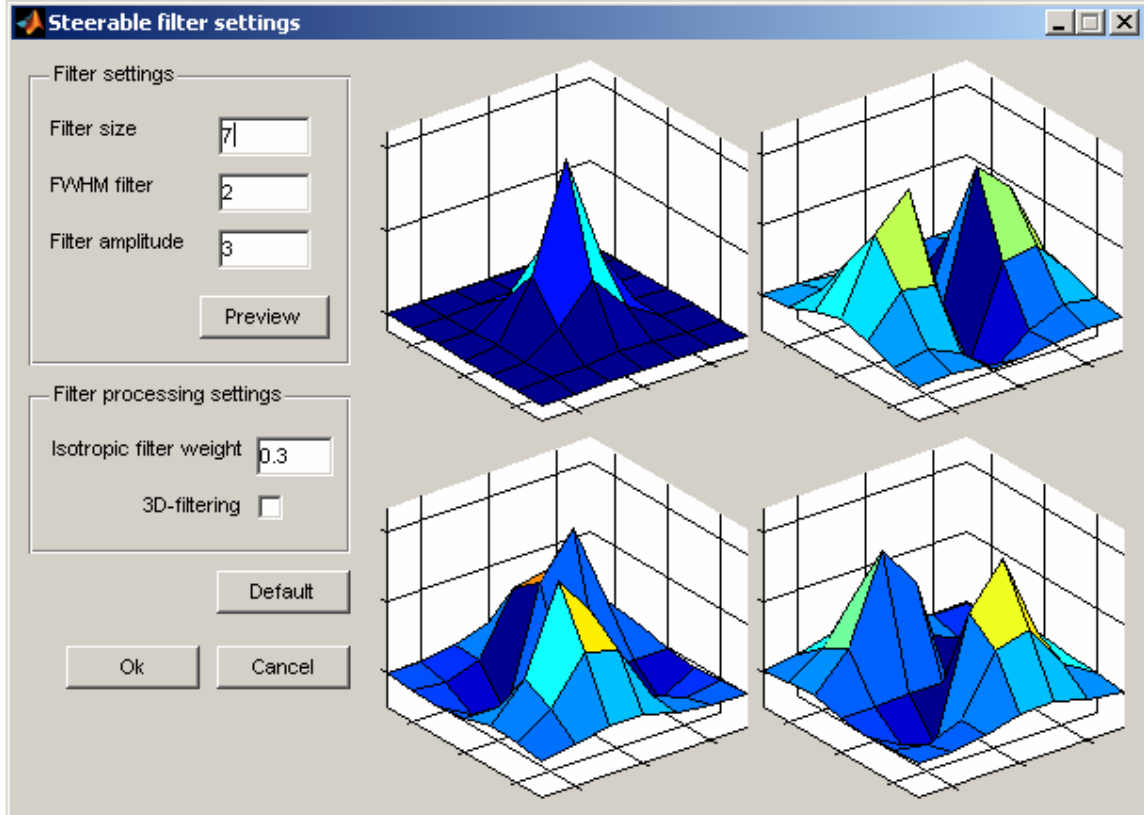 Steerable filter settings
Filter settings
Filter size 7
FWHM filter 2
Filter amplitude 3
Preview
Filter processing settings
Isotropic filter weight 0.3
3D-filtering
Default
Ok Cancel